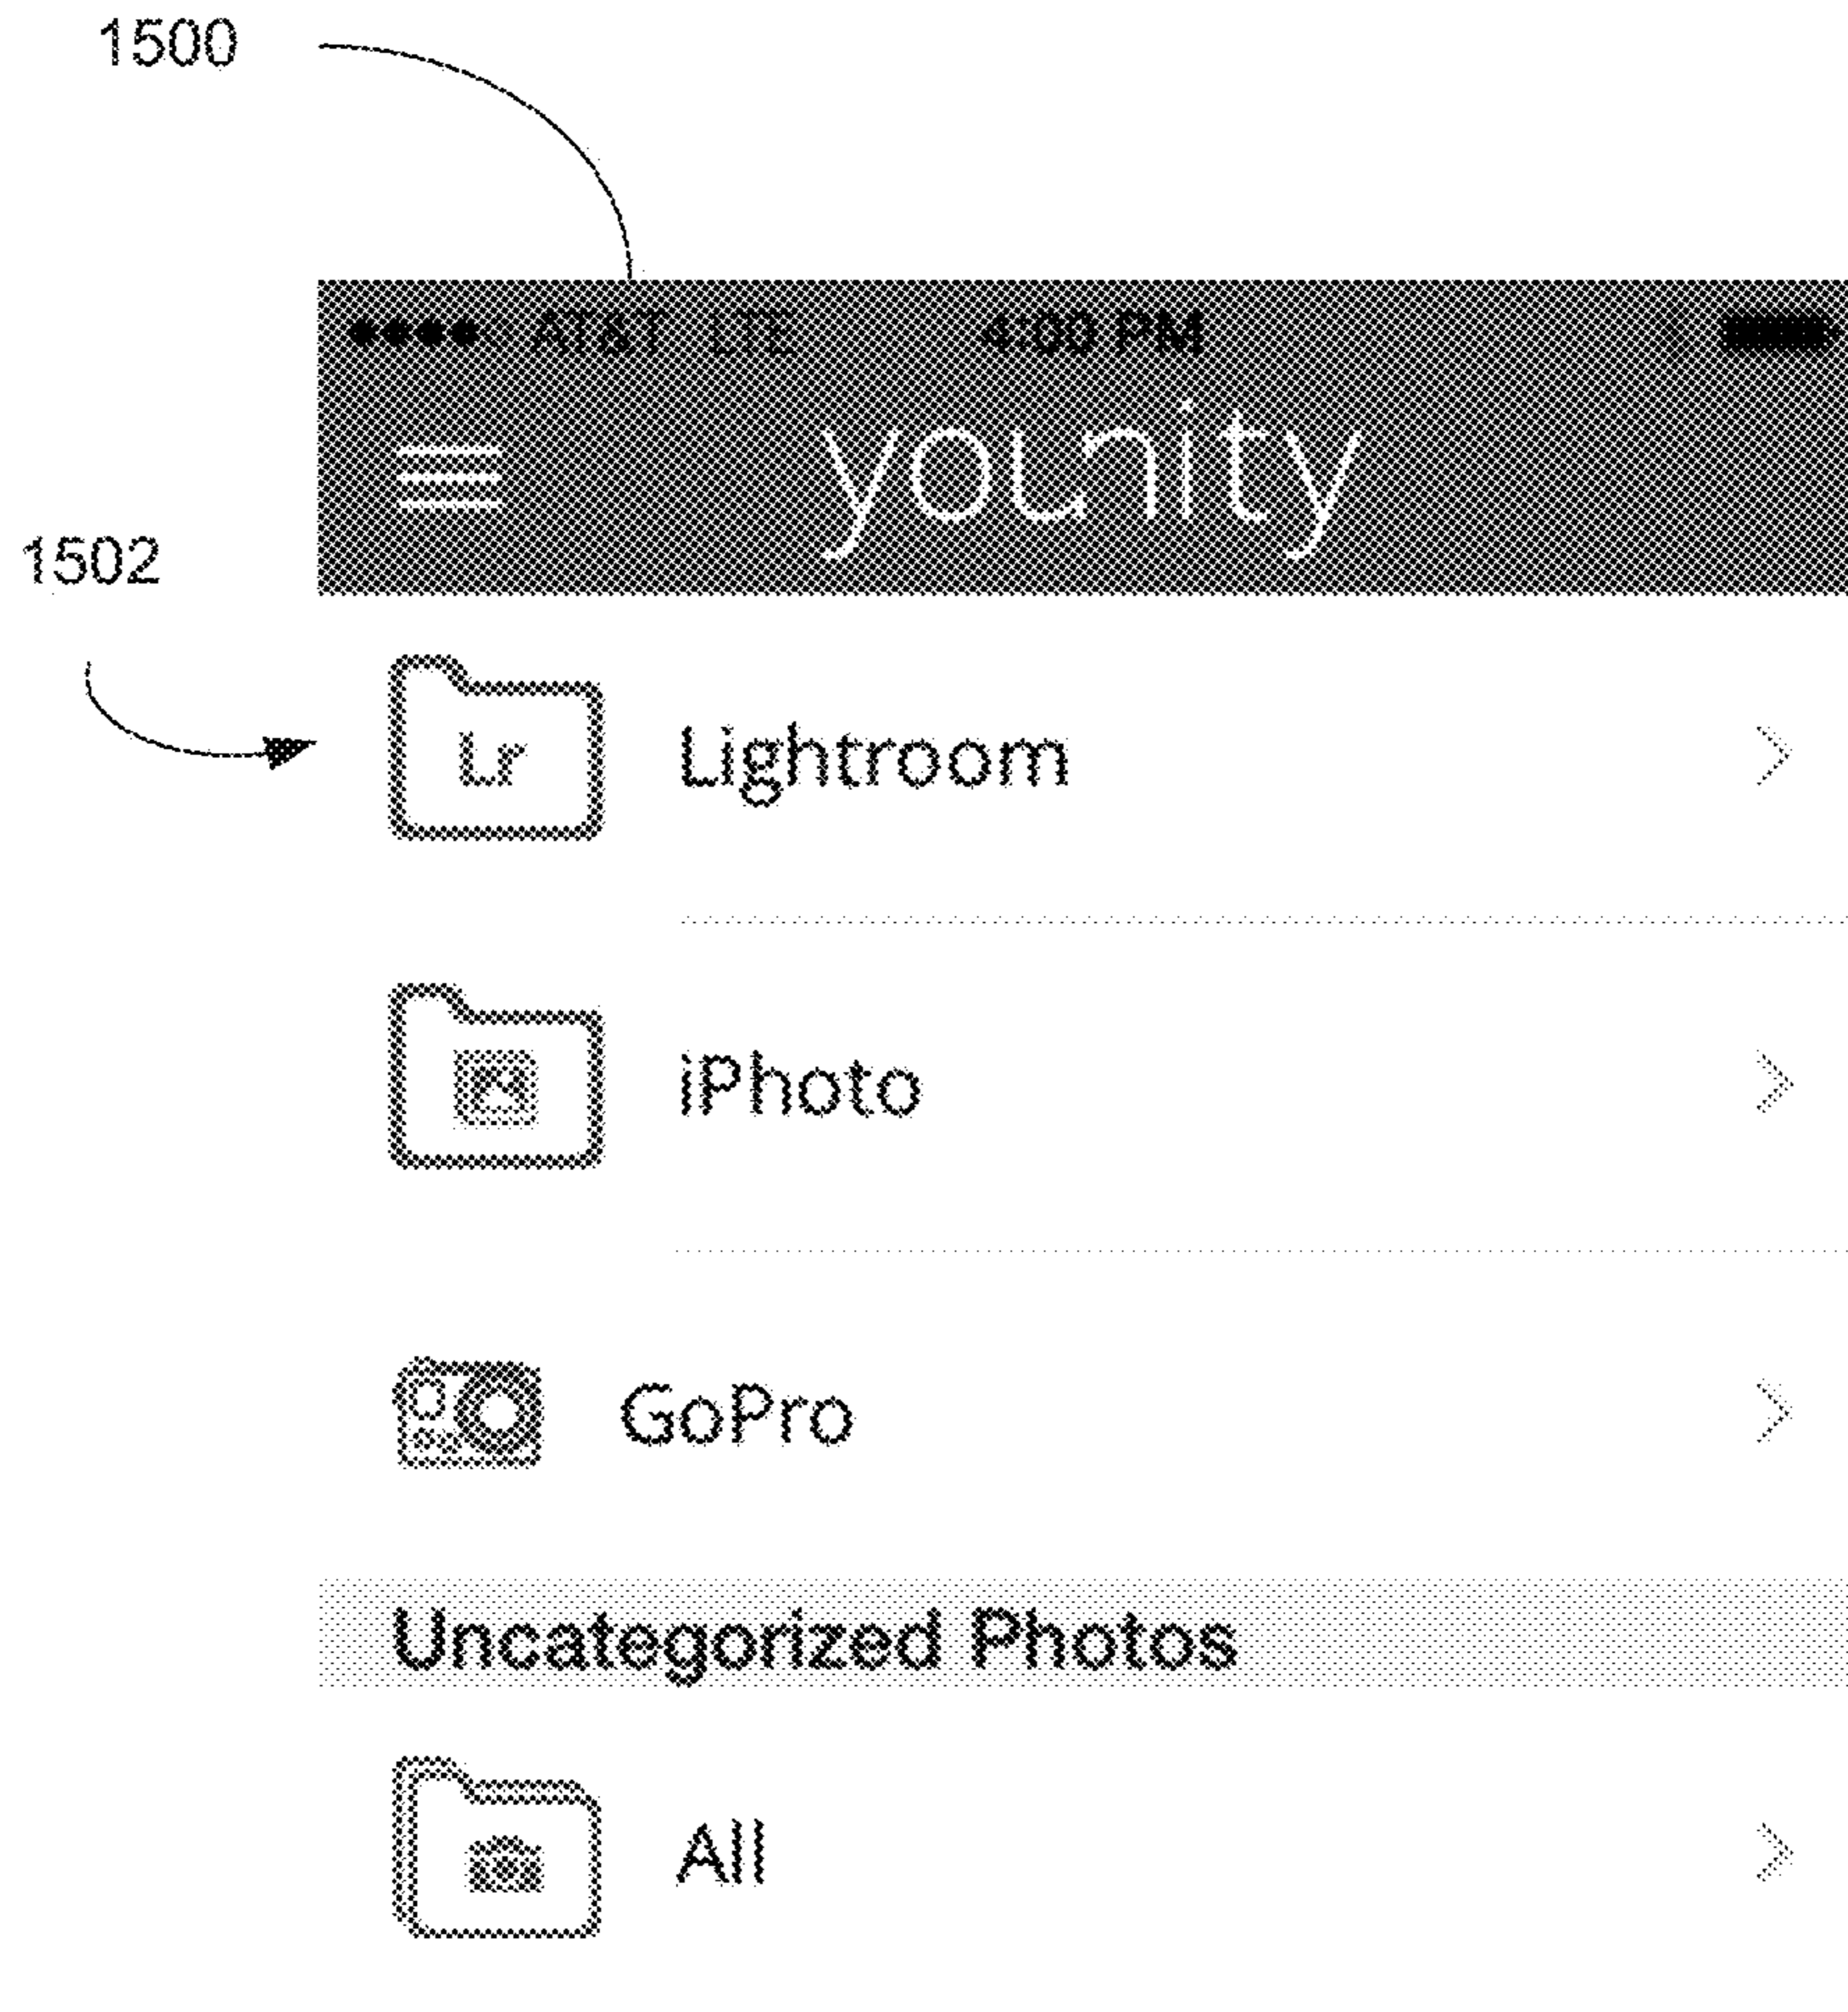 1500
AT&T LTE 4:00 PM
younity
1502
Lr Lightroom
iPhoto
GoPro
Uncategorized Photos
All